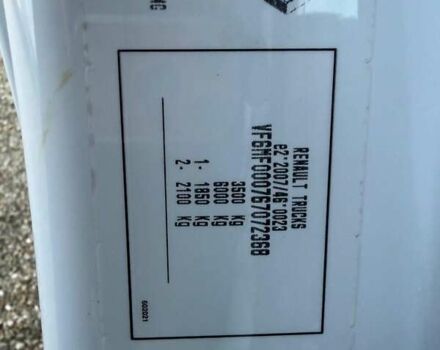 RENAULT TRUCKS
e2*2007/46*0023
VF6MF000767072368
3500 Kg
6000 Kg
1- 1850 Kg
2- 2100 Kg
602021